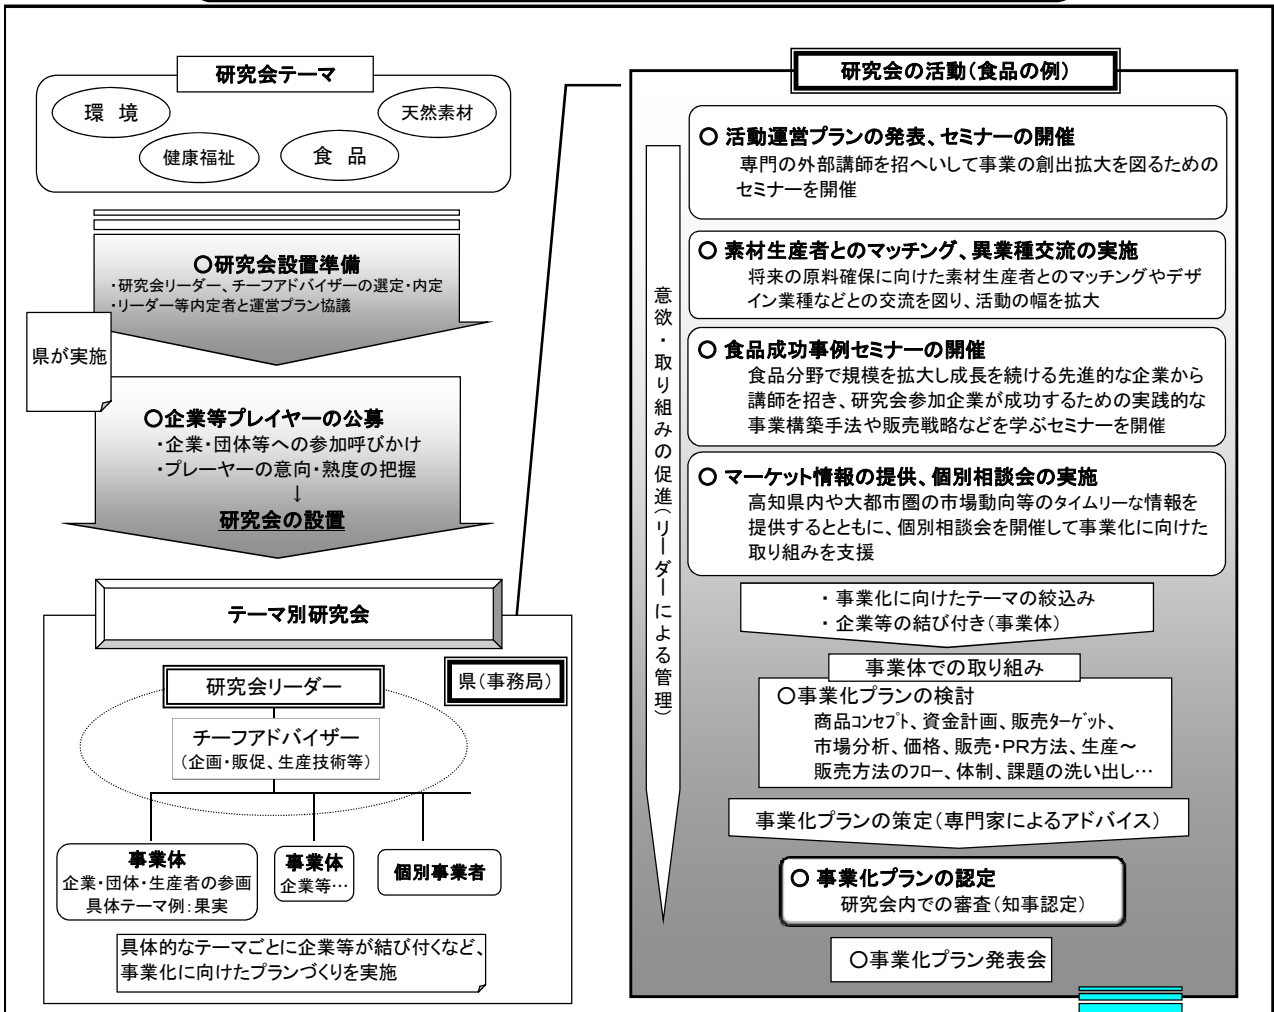 研究会テーマ
環 境
天然素材
健康福祉
食 品
〇研究会設置準備
・研究会リーダー、チーフアドバイザーの選定・内定
・リーダー等内定者と運営プラン協議
県が実施
〇企業等プレイヤーの公募
・企業・団体等への参加呼びかけ
・プレーヤーの意向・熟度の把握
↓
研究会の設置
テーマ別研究会
研究会リーダー
県(事務局)
チーフアドバイザー
(企画・販促、生産技術等)
事業体
企業・団体・生産者の参画
具体テーマ例:果実
事業体
企業等…
個別事業者
具体的なテーマごとに企業等が結び付くなど、
事業化に向けたプランづくりを実施
研究会の活動(食品の例)
意欲・取り組みの促進(リーダーによる管理)
〇 活動運営プランの発表、セミナーの開催
専門の外部講師を招へいして事業の創出拡大を図るための
セミナーを開催
〇 素材生産者とのマッチング、異業種交流の実施
将来の原料確保に向けた素材生産者とのマッチングやデザ
イン業種などとの交流を図り、活動の幅を拡大
〇 食品成功事例セミナーの開催
食品分野で規模を拡大し成長を続ける先進的な企業から
講師を招き、研究会参加企業が成功するための実践的な
事業構築手法や販売戦略などを学ぶセミナーを開催
〇 マーケット情報の提供、個別相談会の実施
高知県内や大都市圏の市場動向等のタイムリーな情報を
提供するとともに、個別相談会を開催して事業化に向けた
取り組みを支援
・ 事業化に向けたテーマの絞込み
・ 企業等の結び付き(事業体)
事業体での取り組み
〇事業化プランの検討
商品ｺﾝｾﾌﾟﾄ、資金計画、販売ﾀｰｹﾞｯﾄ、
市場分析、価格、販売・PR方法、生産～
販売方法のﾌﾛｰ、体制、課題の洗い出し…
事業化プランの策定(専門家によるアドバイス)
〇 事業化プランの認定
研究会内での審査(知事認定)
〇事業化プラン発表会